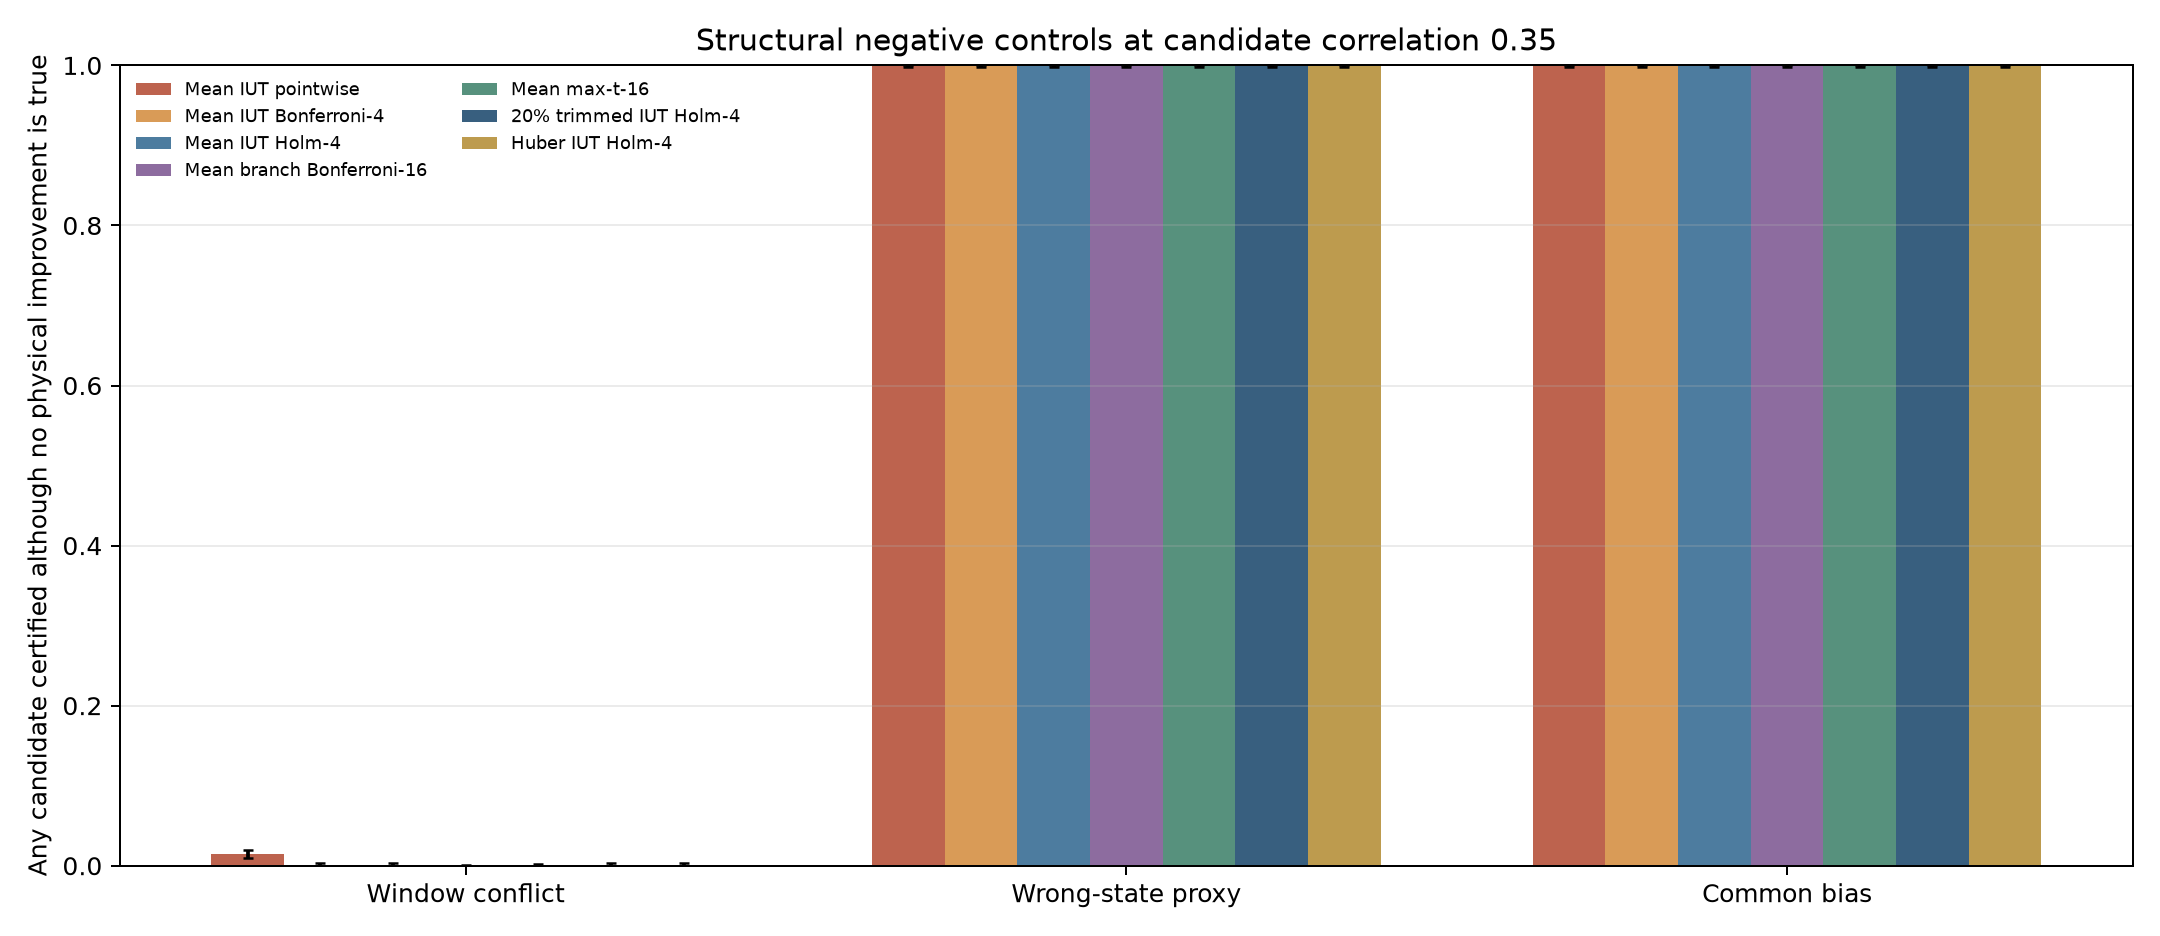 Structural negative controls at candidate correlation 0.35
Any candidate certified although no physical improvement is true
1.0
0.8
0.6
0.4
0.2
0.0
Mean IUT pointwise
Mean IUT Bonferroni-4
Mean IUT Holm-4
Mean branch Bonferroni-16
Mean max-t-16
20% trimmed IUT Holm-4
Huber IUT Holm-4
Window conflict
Wrong-state proxy
Common bias